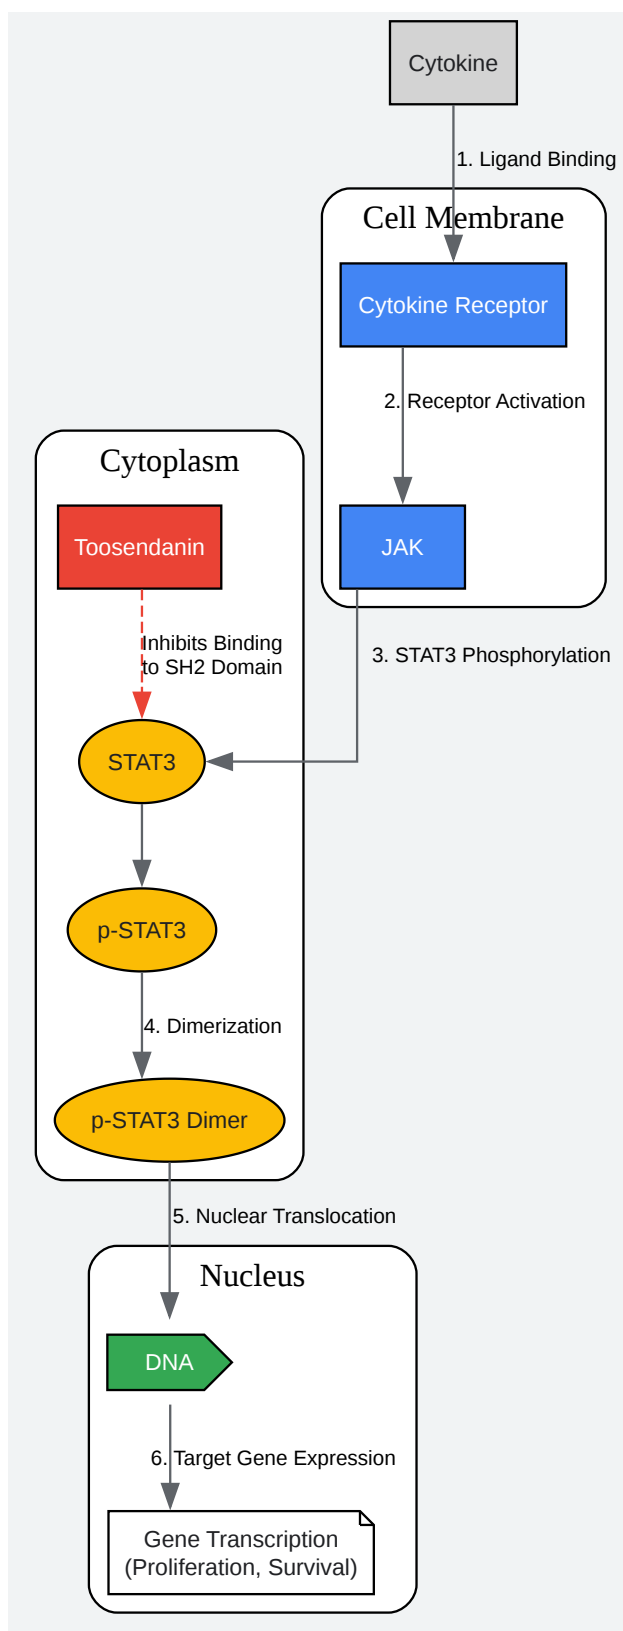 Cytokine
1. Ligand Binding
Cell Membrane
Cytokine Receptor
2. Receptor Activation
Cytoplasm
Toosendanin
JAK
Inhibits Binding
to SH2 Domain
3. STAT3 Phosphorylation
STAT3
p-STAT3
4. Dimerization
p-STAT3 Dimer
5. Nuclear Translocation
Nucleus
DNA
6. Target Gene Expression
Gene Transcription
(Proliferation, Survival)